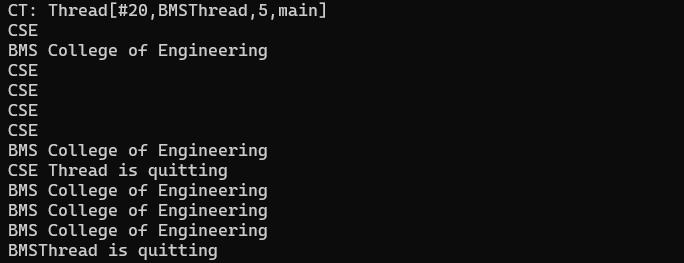 CT: Thread[#20,BMSThread,5,main]
CSE
BMS College of Engineering
CSE
CSE
CSE
CSE
BMS College of Engineering
CSE Thread is quitting
BMS College of Engineering
BMS College of Engineering
BMS College of Engineering
BMSThread is quitting